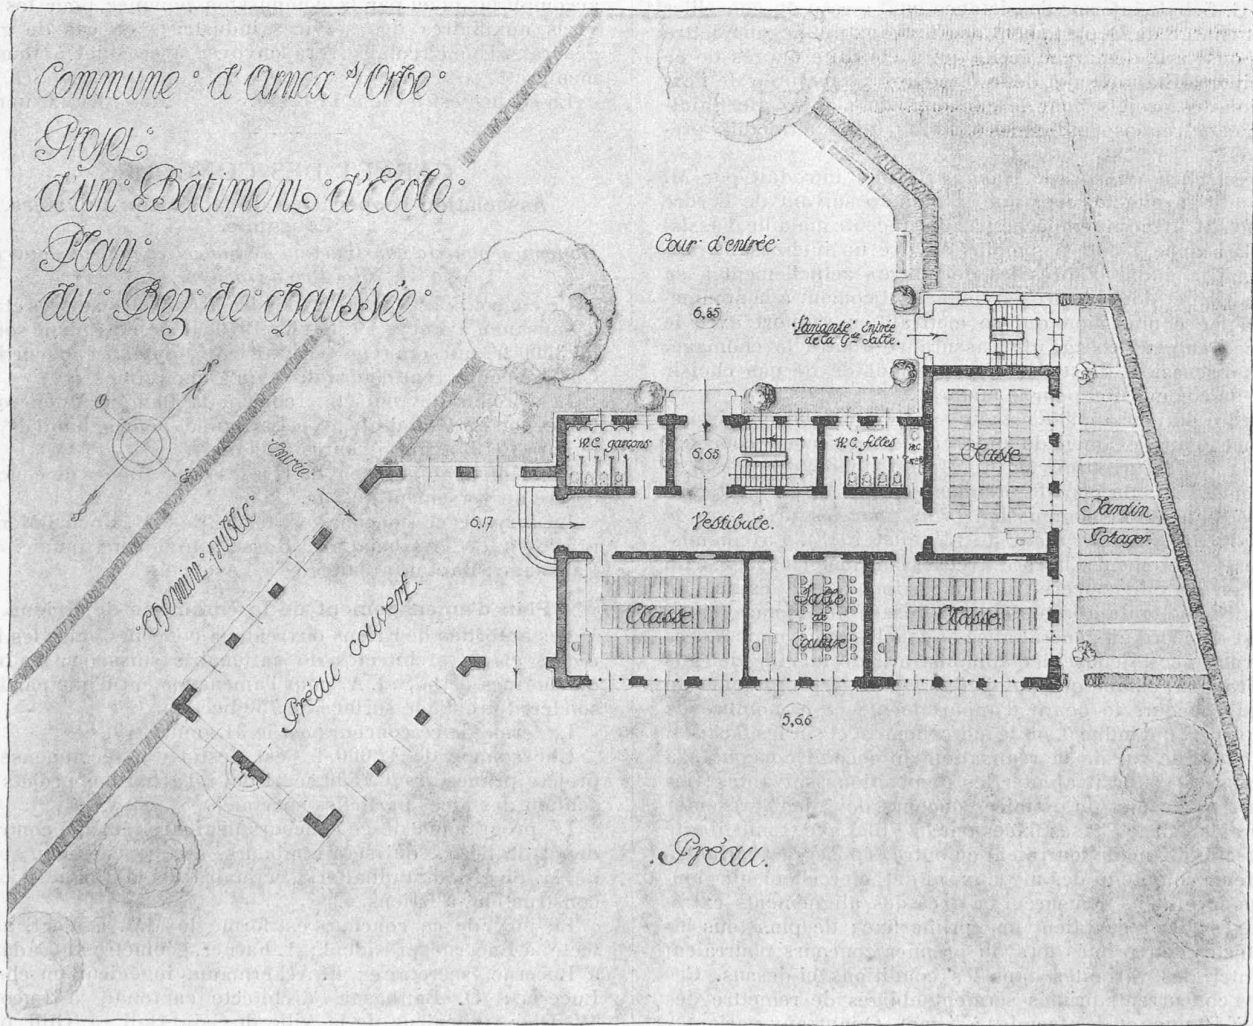 Commune d'Arnex s/Orbe
Projet
d'un Bâtiment d'Ecole
Plan
du Rez de chaussée
Cour d'entrée
6,85
Variante Entrée
de la Gde Salle.
O
S
Entrée
W.C. garçons
6,65
W.C. filles
W.C.
Classe
chemin public
6,17
Vestibule.
Jardin
Potager.
Préau couvert.
Classe.
Salle
de
Couture
Classe.
5,66
Préau.